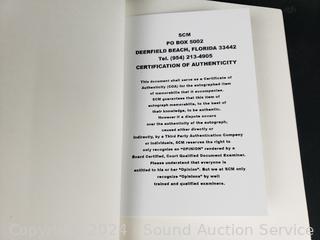 SCM
PO BOX 5002
DEERFIELD BEACH, FLORIDA 33442
Tel. (954) 213-4905
CERTIFICATION OF AUTHENTICITY
This document shall serve as a Certificate of
Authenticity (COA) for the autographed item
of memorabilia that it accompanies.
SCM guarantees that this item of
autograph memorabilia, to the best of
their knowledge, to be authentic.
However if a dispute occurs
over the authenticity of the autograph,
caused either directly or
indirectly, by a Third Party Authentication Company
or Individuals, SCM reserves the right to
only recognize an "OPINION" rendered by a
Board Certified, Court Qualified Document Examiner.
Please understand that everyone is
entitled to his or her "Opinion". But we at SCM only
recognize "Opinions" by well
trained and qualified examiners.
Copyright 2024 Sound Auction Service